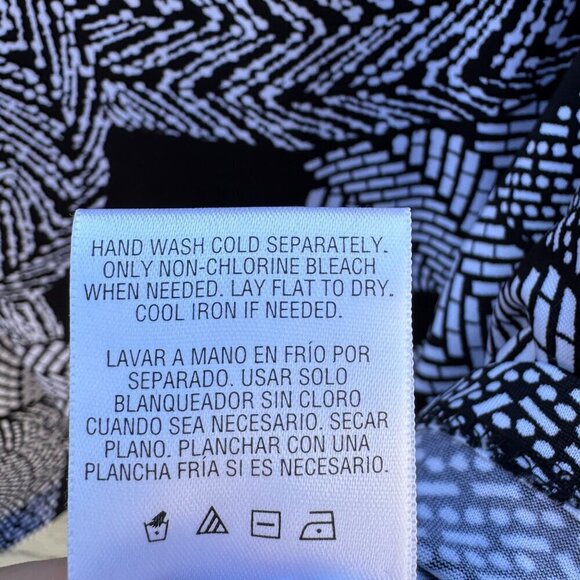 HAND WASH COLD SEPARATELY.
ONLY NON-CHLORINE BLEACH
WHEN NEEDED. LAY FLAT TO DRY.
COOL IRON IF NEEDED.
LAVAR A MANO EN FRÍO POR
SEPARADO. USAR SOLO
BLANQUEADOR SIN CLORO
CUANDO SEA NECESARIO. SECAR
PLANO. PLANCHAR CON UNA
PLANCHA FRÍA SI ES NECESARIO.